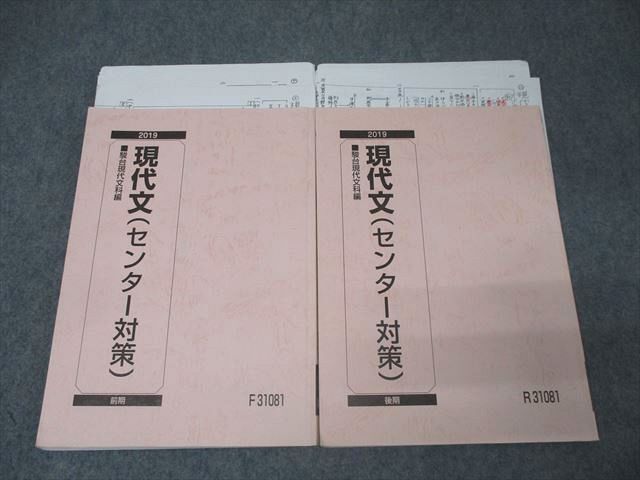 2019
現代文(センター対策)
■駿台現代文科編
前期
F31081
2019
現代文(センター対策)
■駿台現代文科編
後期
R31081